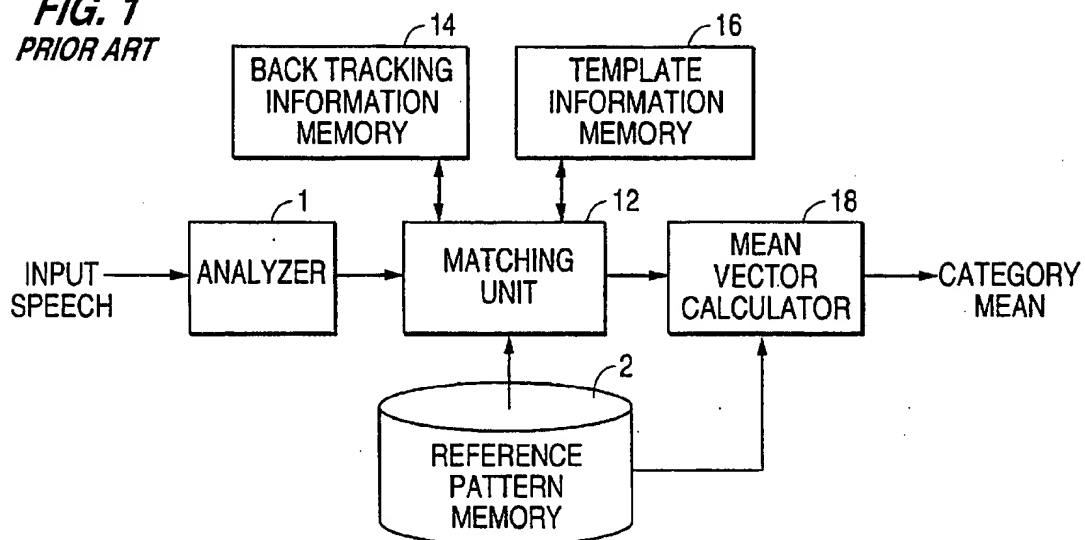 FIG. 1
PRIOR ART
14
BACK TRACKING
INFORMATION
MEMORY
16
TEMPLATE
INFORMATION
MEMORY
INPUT
SPEECH
1
ANALYZER
12
MATCHING
UNIT
18
MEAN
VECTOR
CALCULATOR
CATEGORY
MEAN
2
REFERENCE
PATTERN
MEMORY